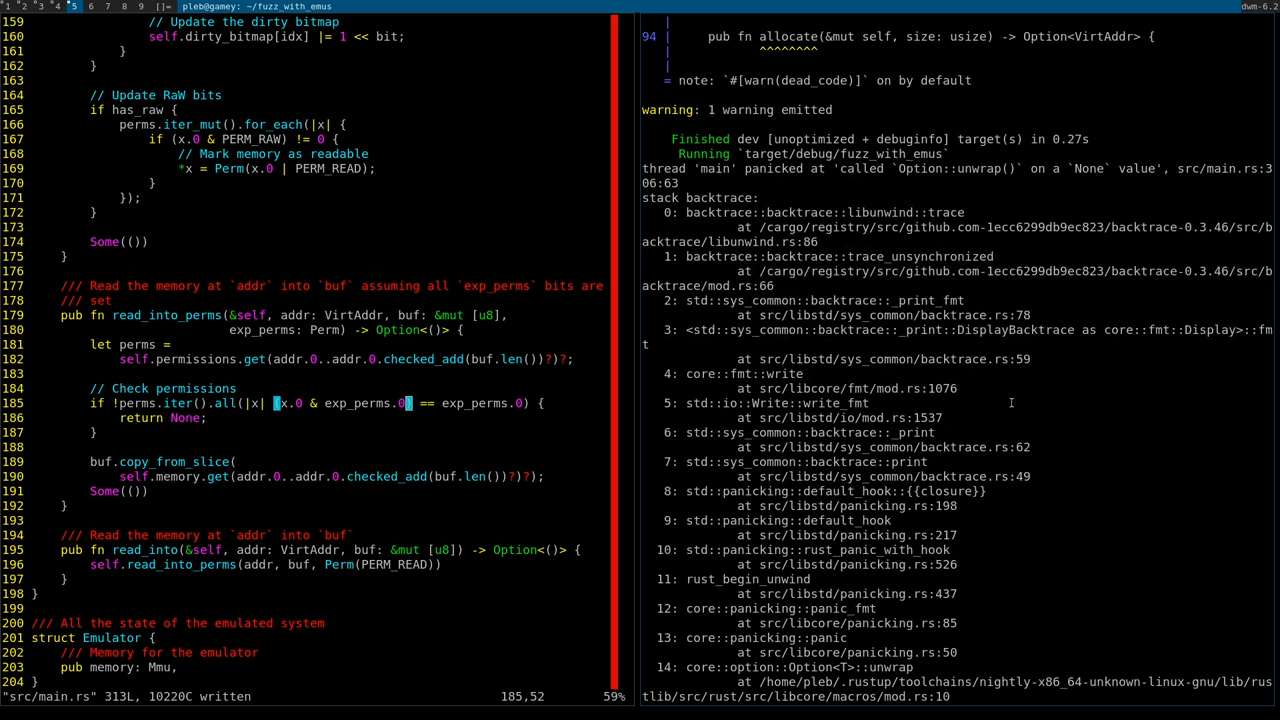 1 2 3 4 5 6 7 8 9 []= pleb@gamey: ~/fuzz_with_emus dwm-6.2
159                 // Update the dirty bitmap
160                 self.dirty_bitmap[idx] |= 1 << bit;
161             }
162         }
163
164         // Update RaW bits
165         if has_raw {
166             perms.iter_mut().for_each(|x| {
167                 if (x.0 & PERM_RAW) != 0 {
168                     // Mark memory as readable
169                     *x = Perm(x.0 | PERM_READ);
170                 }
171             });
172         }
173
174         Some(())
175     }
176
177     /// Read the memory at `addr` into `buf` assuming all `exp_perms` bits are
178     /// set
179     pub fn read_into_perms(&self, addr: VirtAddr, buf: &mut [u8],
180                            exp_perms: Perm) -> Option<()> {
181         let perms =
182             self.permissions.get(addr.0..addr.0.checked_add(buf.len())?)?;
183
184         // Check permissions
185         if !perms.iter().all(|x| (x.0 & exp_perms.0) == exp_perms.0) {
186             return None;
187         }
188
189         buf.copy_from_slice(
190             self.memory.get(addr.0..addr.0.checked_add(buf.len())?)?);
191         Some(())
192     }
193
194     /// Read the memory at `addr` into `buf`
195     pub fn read_into(&self, addr: VirtAddr, buf: &mut [u8]) -> Option<()> {
196         self.read_into_perms(addr, buf, Perm(PERM_READ))
197     }
198 }
199
200 /// All the state of the emulated system
201 struct Emulator {
202     /// Memory for the emulator
203     pub memory: Mmu,
204 }
"src/main.rs" 313L, 10220C written 185,52 59%
   |
94 |     pub fn allocate(&mut self, size: usize) -> Option<VirtAddr> {
   |            ^^^^^^^^
   |
   = note: `#[warn(dead_code)]` on by default

warning: 1 warning emitted

    Finished dev [unoptimized + debuginfo] target(s) in 0.27s
     Running `target/debug/fuzz_with_emus`
thread 'main' panicked at 'called `Option::unwrap()` on a `None` value', src/main.rs:3
06:63
stack backtrace:
   0: backtrace::backtrace::libunwind::trace
             at /cargo/registry/src/github.com-1ecc6299db9ec823/backtrace-0.3.46/src/b
acktrace/libunwind.rs:86
   1: backtrace::backtrace::trace_unsynchronized
             at /cargo/registry/src/github.com-1ecc6299db9ec823/backtrace-0.3.46/src/b
acktrace/mod.rs:66
   2: std::sys_common::backtrace::_print_fmt
             at src/libstd/sys_common/backtrace.rs:78
   3: <std::sys_common::backtrace::_print::DisplayBacktrace as core::fmt::Display>::fm
t
             at src/libstd/sys_common/backtrace.rs:59
   4: core::fmt::write
             at src/libcore/fmt/mod.rs:1076
   5: std::io::Write::write_fmt
             at src/libstd/io/mod.rs:1537
   6: std::sys_common::backtrace::_print
             at src/libstd/sys_common/backtrace.rs:62
   7: std::sys_common::backtrace::print
             at src/libstd/sys_common/backtrace.rs:49
   8: std::panicking::default_hook::{{closure}}
             at src/libstd/panicking.rs:198
   9: std::panicking::default_hook
             at src/libstd/panicking.rs:217
  10: std::panicking::rust_panic_with_hook
             at src/libstd/panicking.rs:526
  11: rust_begin_unwind
             at src/libstd/panicking.rs:437
  12: core::panicking::panic_fmt
             at src/libcore/panicking.rs:85
  13: core::panicking::panic
             at src/libcore/panicking.rs:50
  14: core::option::Option<T>::unwrap
             at /home/pleb/.rustup/toolchains/nightly-x86_64-unknown-linux-gnu/lib/rus
tlib/src/rust/src/libcore/macros/mod.rs:10